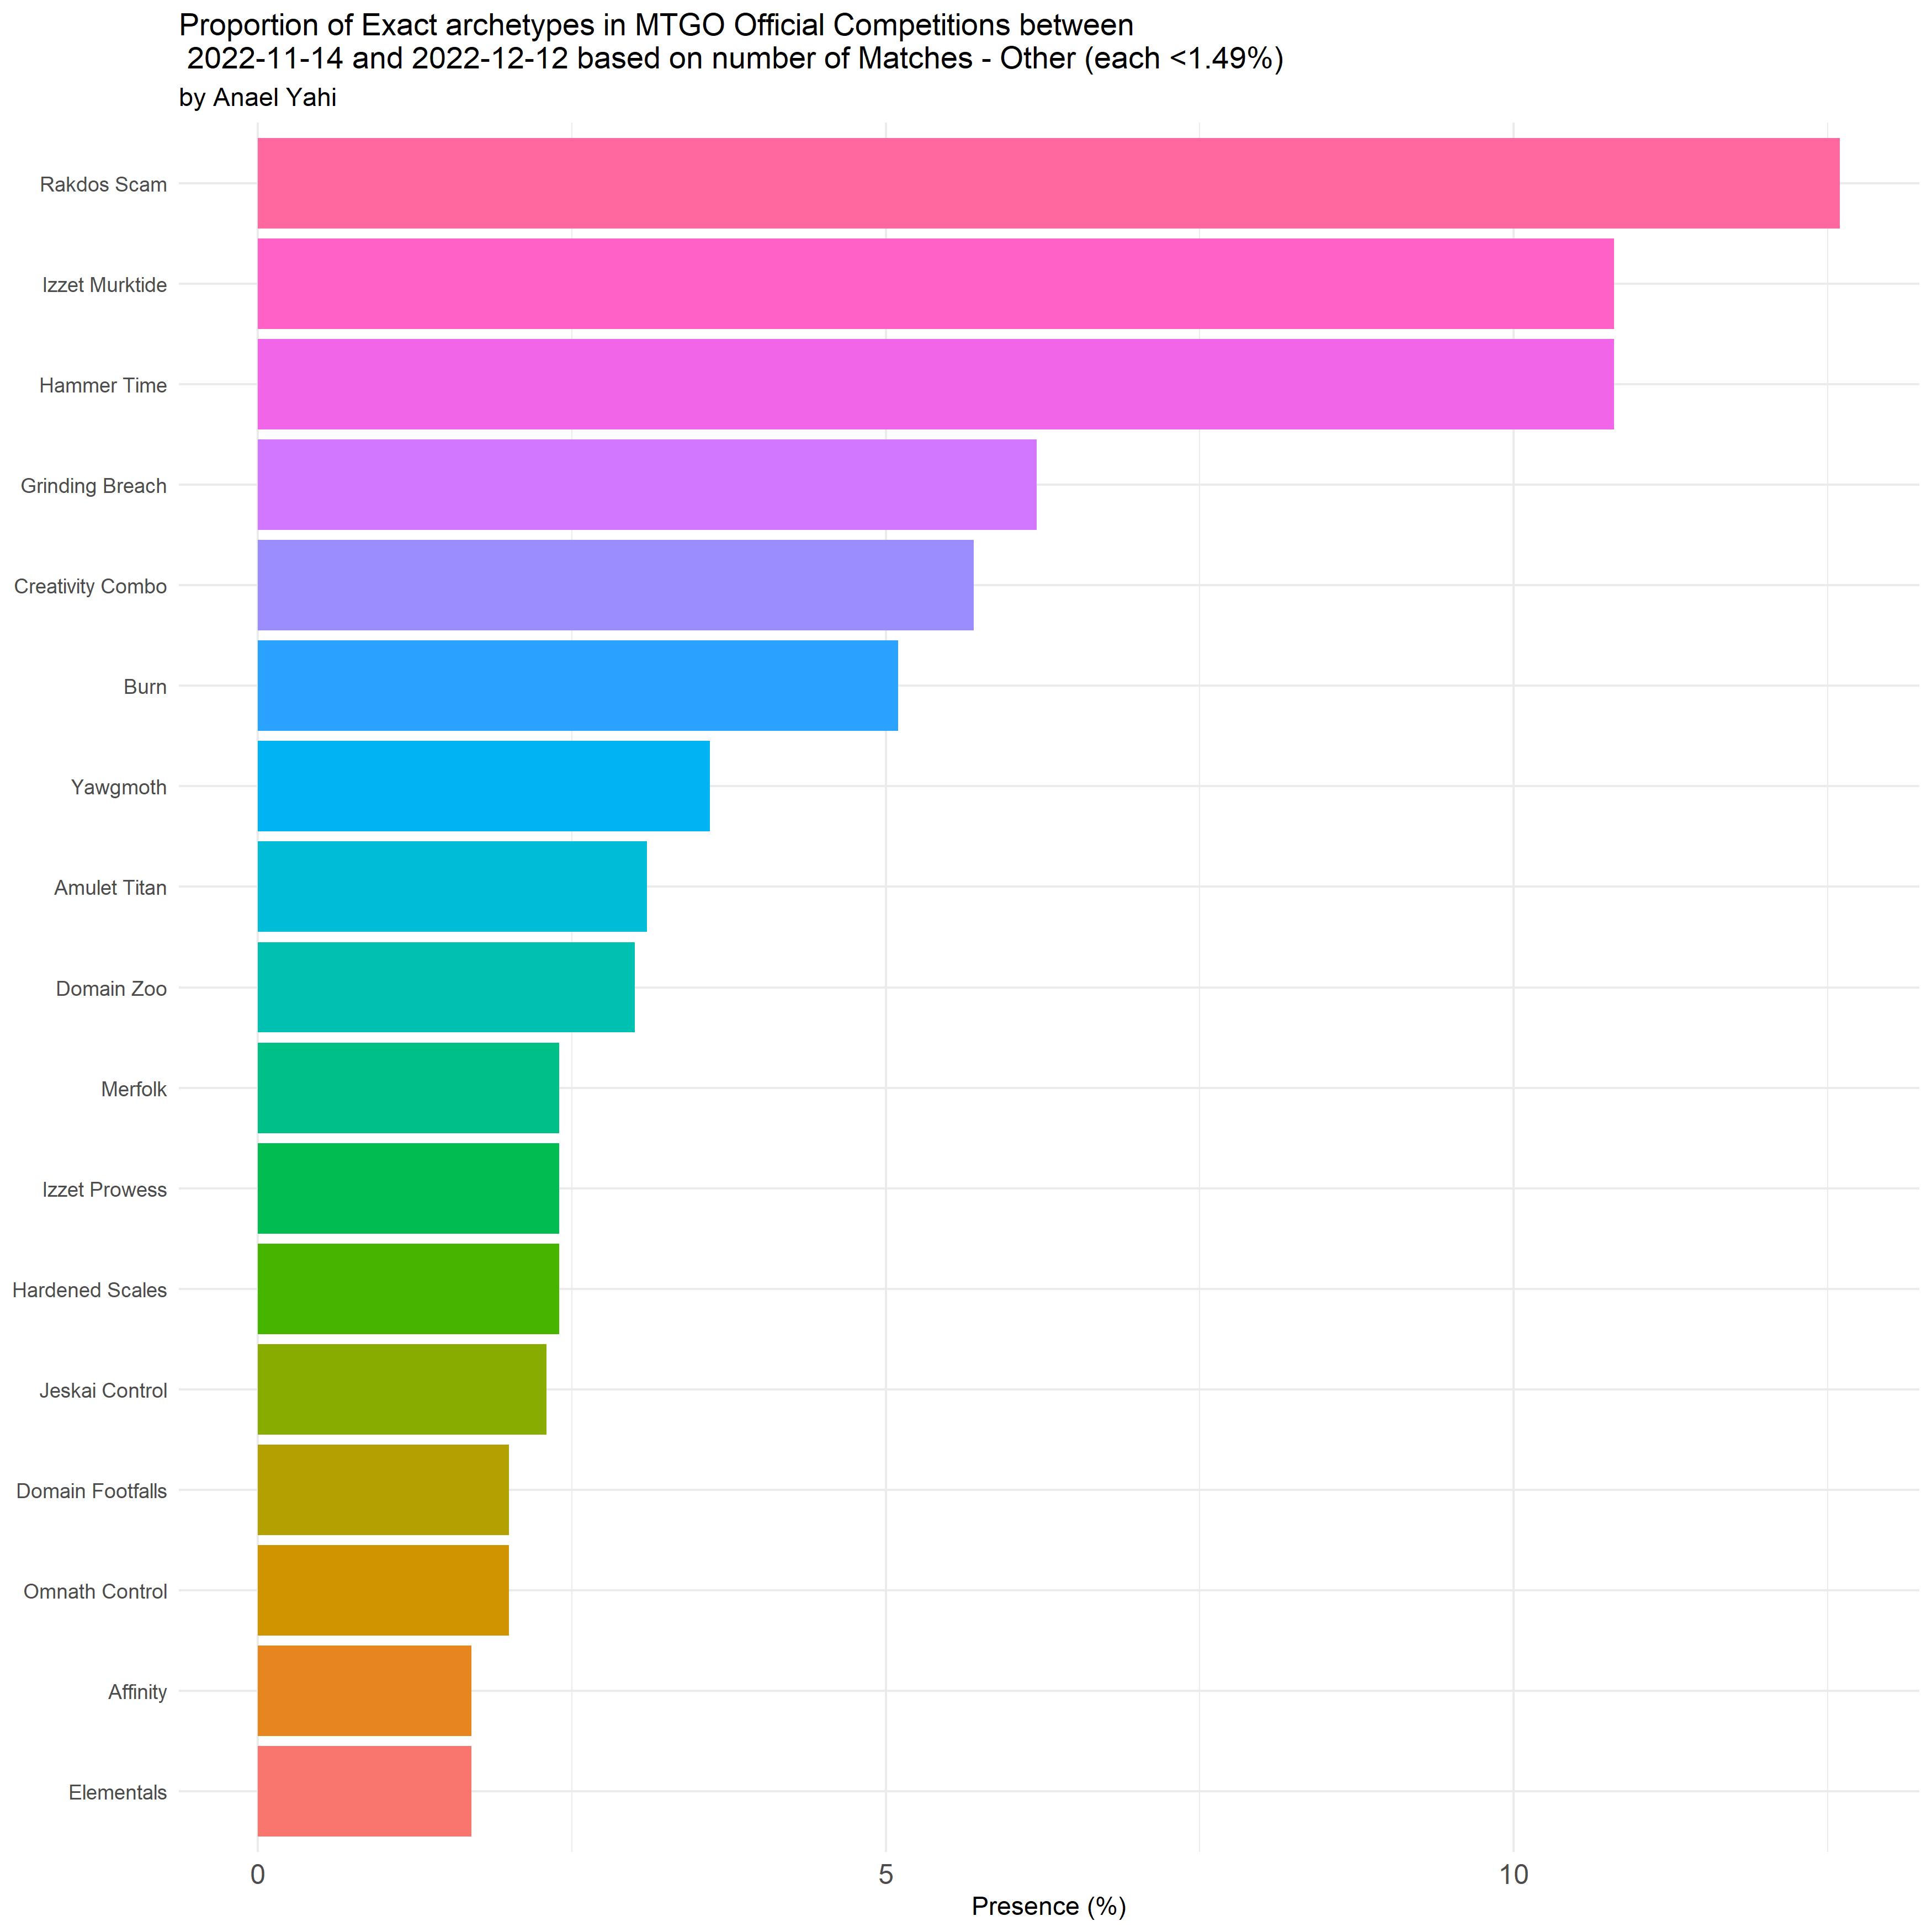 Proportion of Exact archetypes in MTGO Official Competitions between
2022-11-14 and 2022-12-12 based on number of Matches - Other (each <1.49%)
by Anael Yahi
Rakdos Scam
Izzet Murktide
Hammer Time
Grinding Breach
Creativity Combo
Burn
Yawgmoth
Amulet Titan
Domain Zoo
Merfolk
Izzet Prowess
Hardened Scales
Jeskai Control
Domain Footfalls
Omnath Control
Affinity
Elementals
0 5 10
Presence (%)